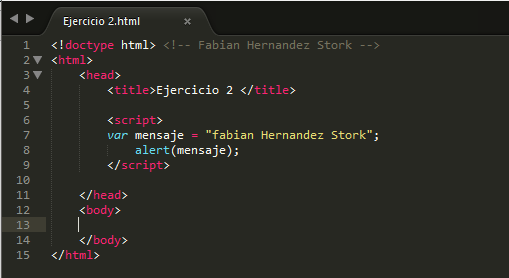 Ejercicio 2.html ×
1 <!doctype html> <!-- Fabian Hernandez Stork -->
2 <html>
3 <head>
4 <title>Ejercicio 2 </title>
5
6 <script>
7 var mensaje = "fabian Hernandez Stork";
8 alert(mensaje);
9 </script>
10
11 </head>
12 <body>
13
14 </body>
15 </html>